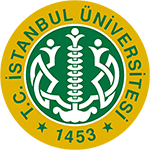 T.C. İSTANBUL ÜNİVERSİTESİ
1453